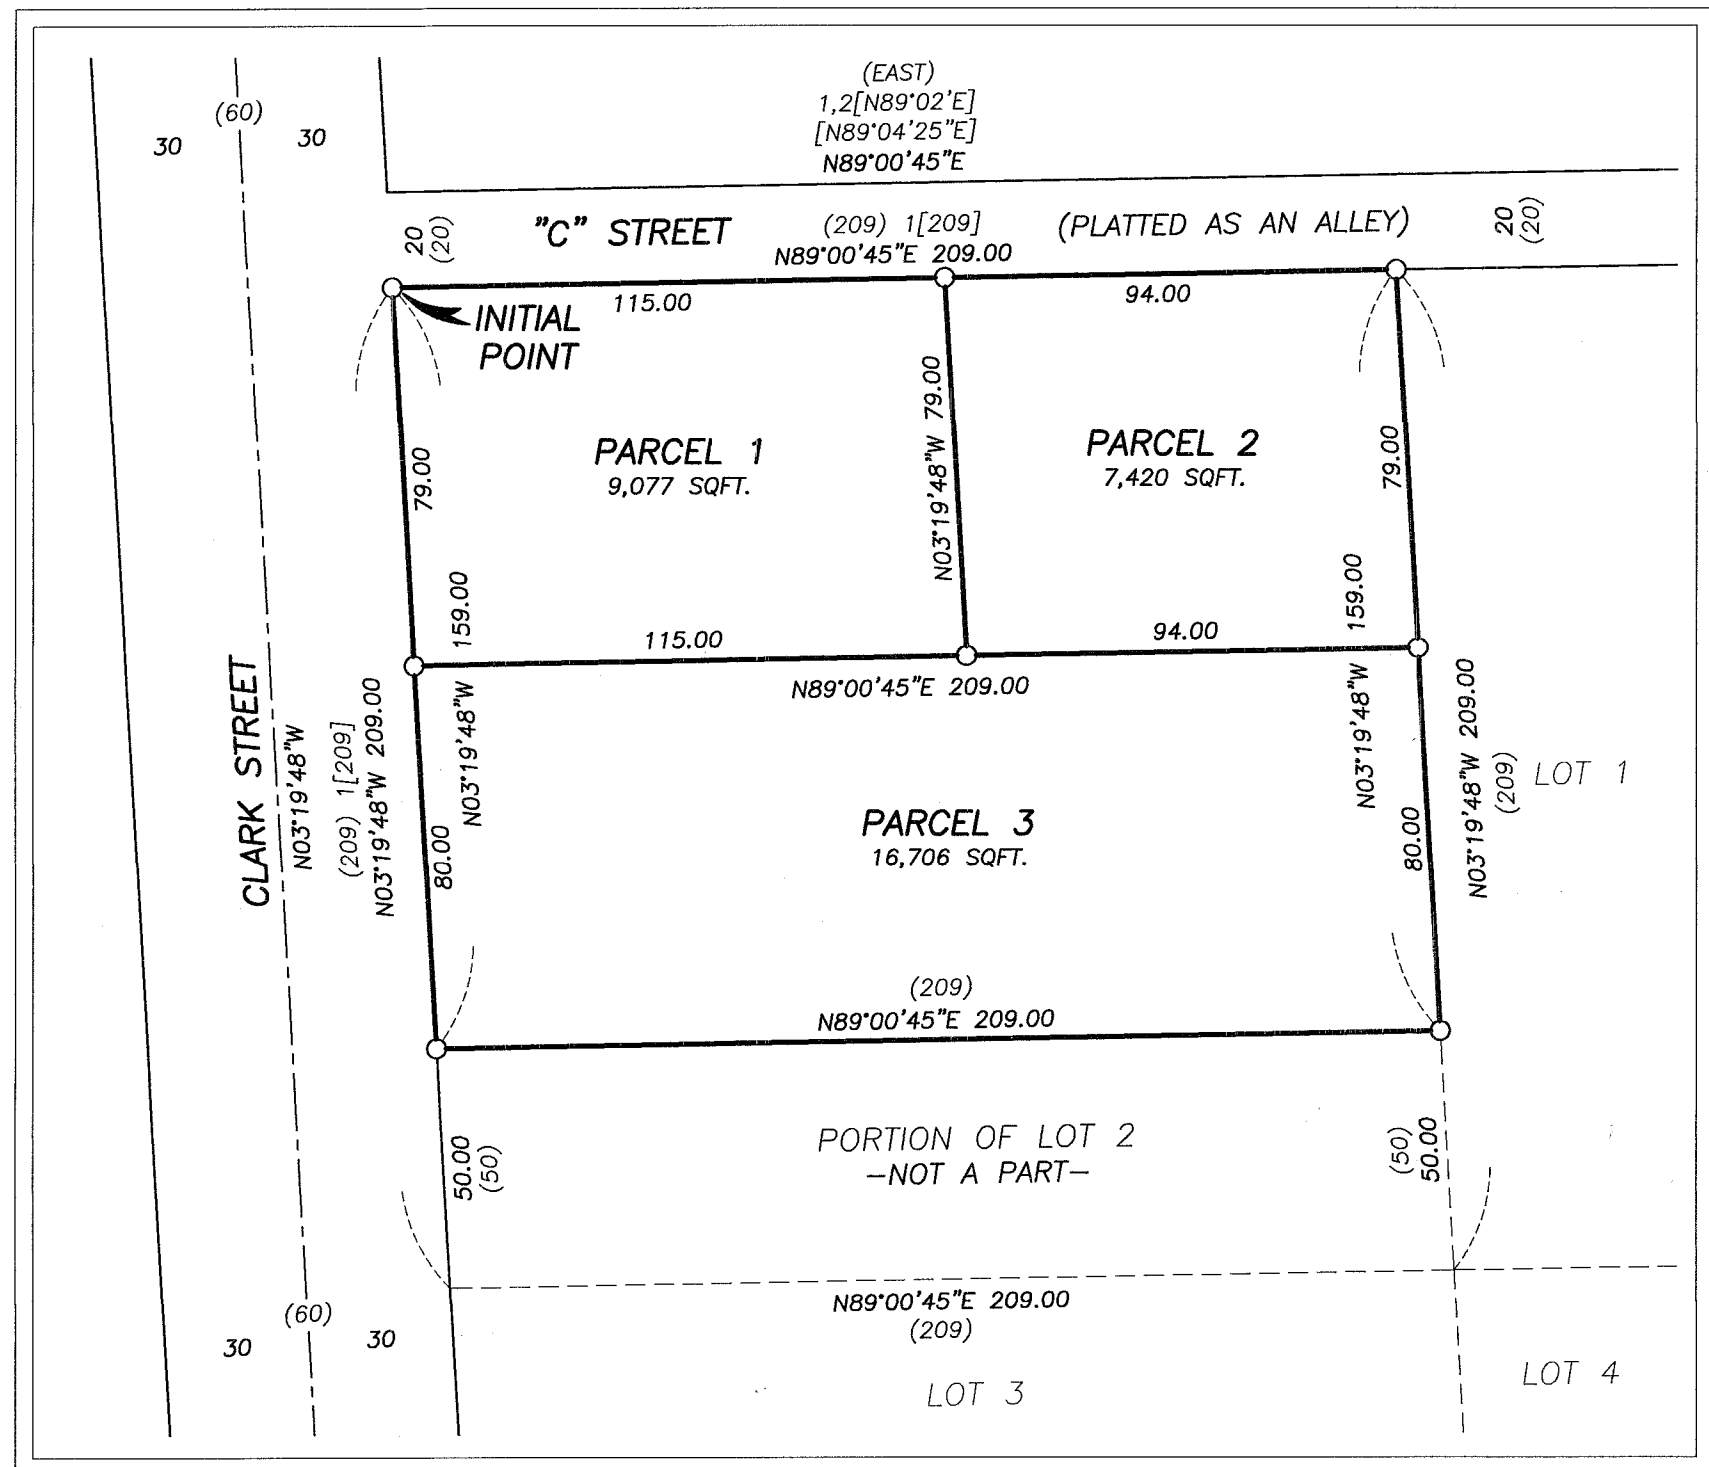 (EAST)
1,2[N89°02'E]
[N89°04'25"E]
N89°00'45"E
(60)
30
30
20
(20)
"C" STREET
(209) 1[209]
(PLATTED AS AN ALLEY)
20
(20)
N89°00'45"E 209.00
115.00
94.00
INITIAL
POINT
79.00
N03°19'48"W 79.00
79.00
PARCEL 1
9,077 SQFT.
PARCEL 2
7,420 SQFT.
N03°19'48"W 159.00
N03°19'48"W 159.00
115.00
94.00
N89°00'45"E 209.00
CLARK STREET
N03°19'48"W
(209) 1[209]
N03°19'48"W 209.00
80.00
PARCEL 3
16,706 SQFT.
80.00
N03°19'48"W 209.00
(209)
LOT 1
(209)
N89°00'45"E 209.00
50.00
(50)
PORTION OF LOT 2
-NOT A PART-
(50)
50.00
N89°00'45"E 209.00
(209)
(60)
30
30
LOT 3
LOT 4